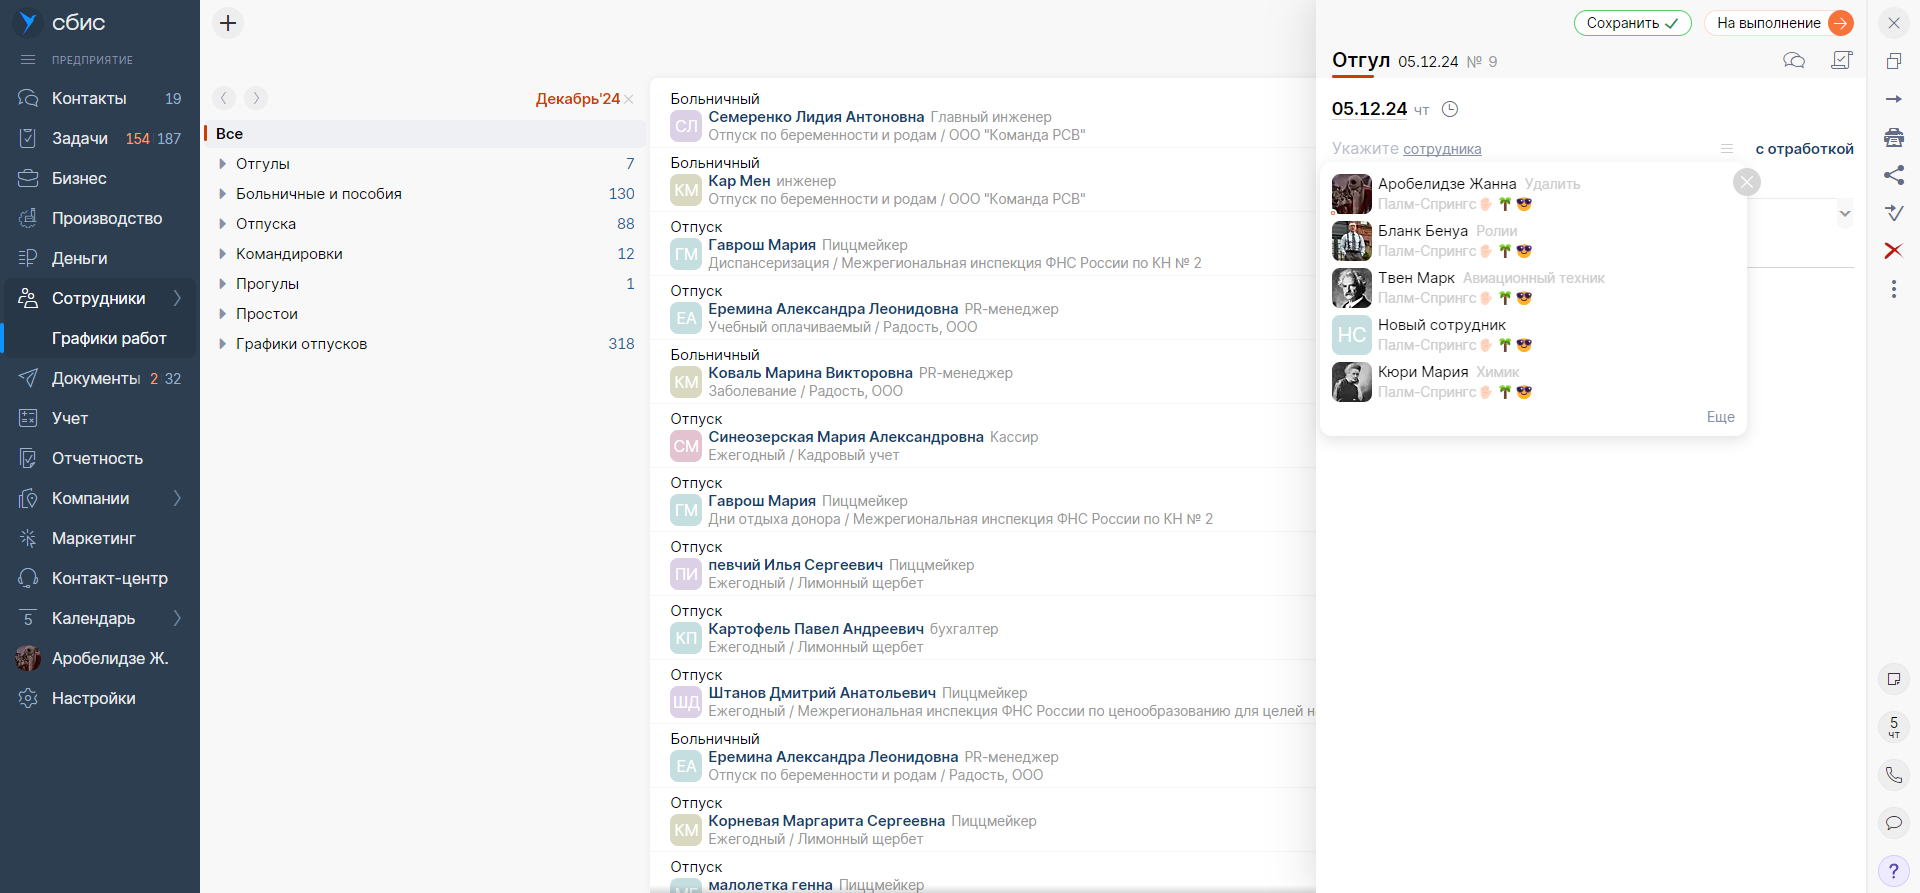 сбис
ПРЕДПРИЯТИЕ
Контакты 19
Задачи 154 187
Бизнес
Производство
Деньги
Сотрудники
Графики работ
Документы 2 32
Учет
Отчетность
Компании
Маркетинг
Контакт-центр
5 Календарь
Аробелидзе Ж.
Настройки
Декабрь'24
Все
Отгулы 7
Больничные и пособия 130
Отпуска 88
Командировки 12
Прогулы 1
Простои
Графики отпусков 318
Больничный
СЛ Семеренко Лидия Антоновна Главный инженер
Отпуск по беременности и родам / ООО "Команда РСВ"
Больничный
КМ Кар Мен инженер
Отпуск по беременности и родам / ООО "Команда РСВ"
Отпуск
ГМ Гаврош Мария Пиццмейкер
Диспансеризация / Межрегиональная инспекция ФНС России по КН № 2
Отпуск
ЕА Еремина Александра Леонидовна PR-менеджер
Учебный оплачиваемый / Радость, ООО
Больничный
КМ Коваль Марина Викторовна PR-менеджер
Заболевание / Радость, ООО
Отпуск
СМ Синеозерская Мария Александровна Кассир
Ежегодный / Кадровый учет
Отпуск
ГМ Гаврош Мария Пиццмейкер
Дни отдыха донора / Межрегиональная инспекция ФНС России по КН № 2
Отпуск
ПИ певчий Илья Сергеевич Пиццмейкер
Ежегодный / Лимонный щербет
Отпуск
КП Картофель Павел Андреевич бухгалтер
Ежегодный / Лимонный щербет
Отпуск
ШД Штанов Дмитрий Анатольевич Пиццмейкер
Ежегодный / Межрегиональная инспекция ФНС России по ценообразованию для целей н
Больничный
ЕА Еремина Александра Леонидовна PR-менеджер
Отпуск по беременности и родам / Радость, ООО
Отпуск
КМ Корневая Маргарита Сергеевна Пиццмейкер
Ежегодный / Лимонный щербет
Отпуск
МГ малолетка генна Пиццмейкер
Сохранить На выполнение
Отгул 05.12.24 № 9
05.12.24 чт
Укажите сотрудника с отработкой
Аробелидзе Жанна Удалить
Палм-Спрингс✋🌴😎
Бланк Бенуа Ролии
Палм-Спрингс✋🌴😎
Твен Марк Авиационный техник
Палм-Спрингс✋🌴😎
НС Новый сотрудник
Палм-Спрингс✋🌴😎
Кюри Мария Химик
Палм-Спрингс✋🌴😎
Еще
5
чт
?